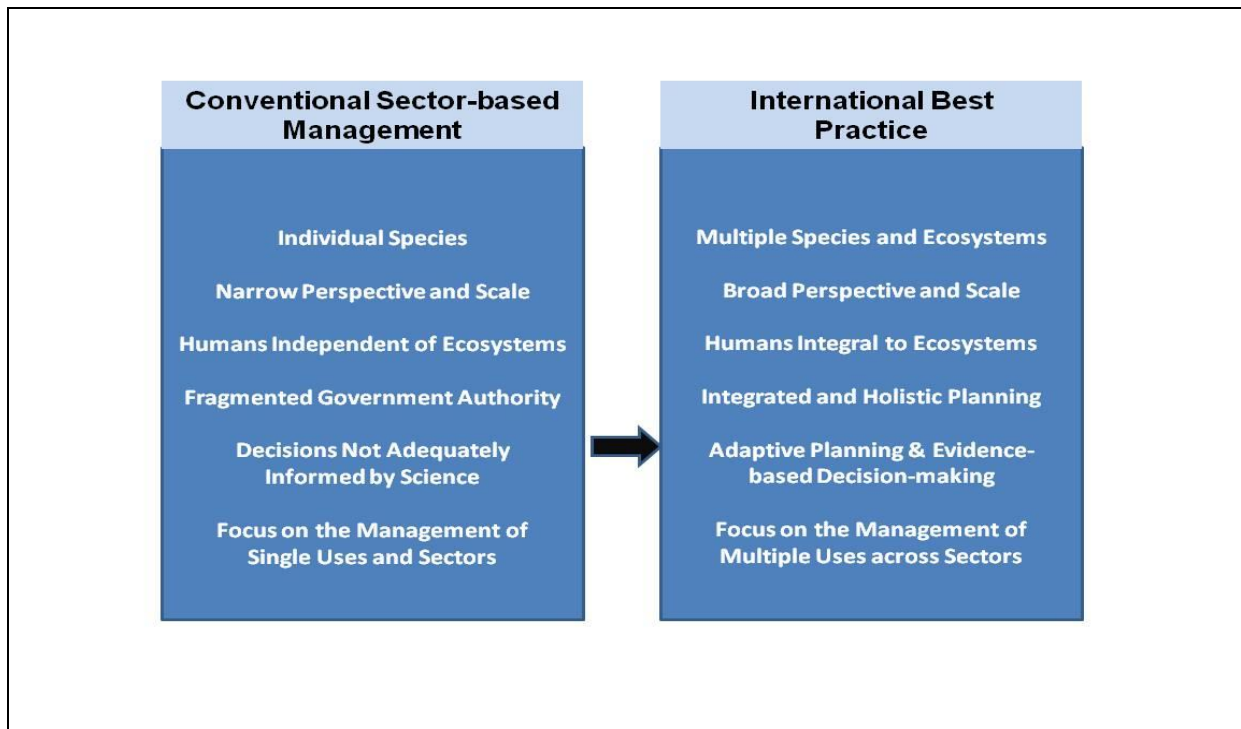 Conventional Sector-based
Management
Individual Species
Narrow Perspective and Scale
Humans Independent of Ecosystems
Fragmented Government Authority
Decisions Not Adequately
Informed by Science
Focus on the Management of
Single Uses and Sectors
International Best
Practice
Multiple Species and Ecosystems
Broad Perspective and Scale
Humans Integral to Ecosystems
Integrated and Holistic Planning
Adaptive Planning & Evidence-
based Decision-making
Focus on the Management of
Multiple Uses across Sectors